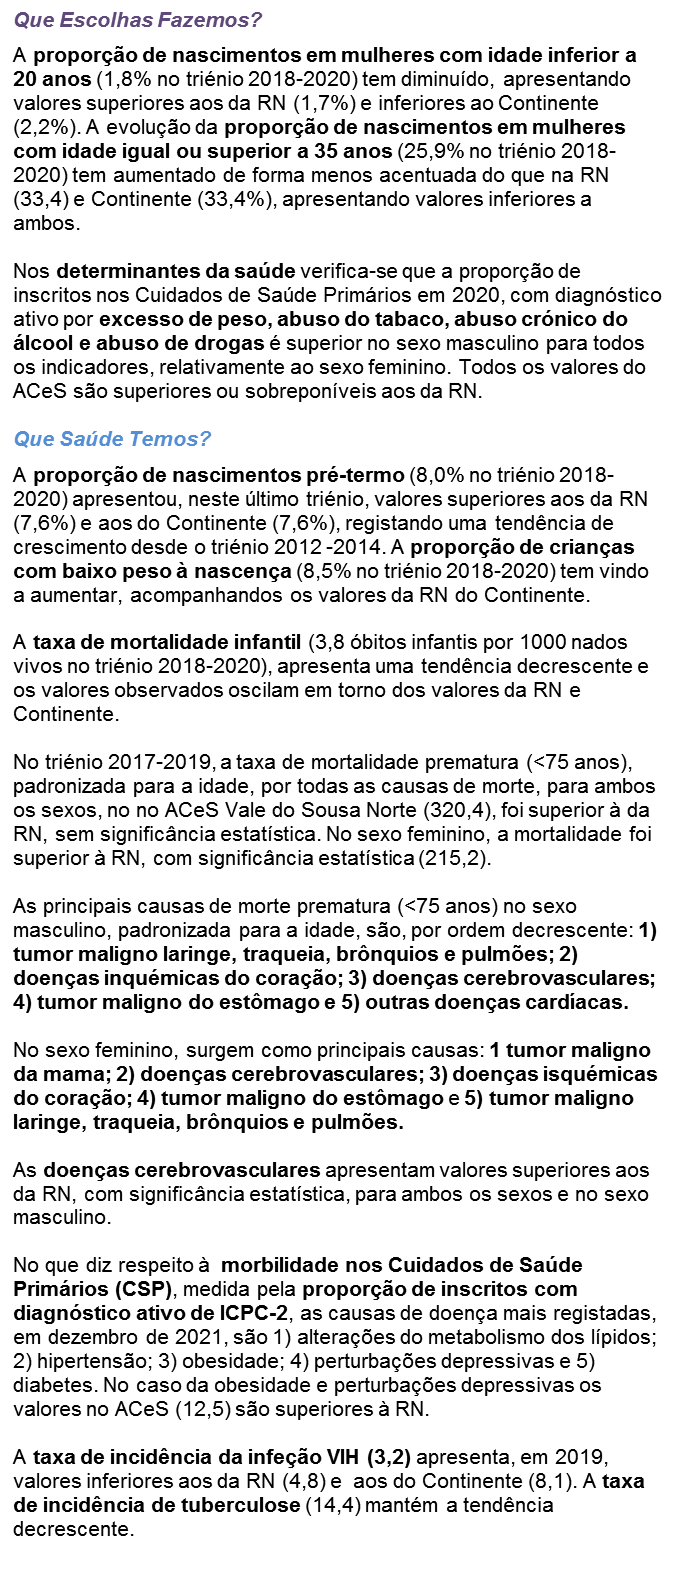 Que Escolhas Fazemos?
A proporção de nascimentos em mulheres com idade inferior a
20 anos (1,8% no triénio 2018-2020) tem diminuído, apresentando
valores superiores aos da RN (1,7%) e inferiores ao Continente
(2,2%). A evolução da proporção de nascimentos em mulheres
com idade igual ou superior a 35 anos (25,9% no triénio 2018-
2020) tem aumentado de forma menos acentuada do que na RN
(33,4) e Continente (33,4%), apresentando valores inferiores a
ambos.
Nos determinantes da saúde verifica-se que a proporção de
inscritos nos Cuidados de Saúde Primários em 2020, com diagnóstico
ativo por excesso de peso, abuso do tabaco, abuso crónico do
álcool e abuso de drogas é superior no sexo masculino para todos
os indicadores, relativamente ao sexo feminino. Todos os valores do
ACeS são superiores ou sobreponíveis aos da RN.
Que Saúde Temos?
A proporção de nascimentos pré-termo (8,0% no triénio 2018-
2020) apresentou, neste último triénio, valores superiores aos da RN
(7,6%) e aos do Continente (7,6%), registando uma tendência de
crescimento desde o triénio 2012 -2014. A proporção de crianças
com baixo peso à nascença (8,5% no triénio 2018-2020) tem vindo
a aumentar, acompanhandos os valores da RN do Continente.
A taxa de mortalidade infantil (3,8 óbitos infantis por 1000 nados
vivos no triénio 2018-2020), apresenta uma tendência decrescente e
os valores observados oscilam em torno dos valores da RN e
Continente.
No triénio 2017-2019, a taxa de mortalidade prematura (<75 anos),
padronizada para a idade, por todas as causas de morte, para ambos
os sexos, no no ACeS Vale do Sousa Norte (320,4), foi superior à da
RN, sem significância estatística. No sexo feminino, a mortalidade foi
superior à RN, com significância estatística (215,2).
As principais causas de morte prematura (<75 anos) no sexo
masculino, padronizada para a idade, são, por ordem decrescente: 1)
tumor maligno laringe, traqueia, brônquios e pulmões; 2)
doenças inquémicas do coração; 3) doenças cerebrovasculares;
4) tumor maligno do estômago e 5) outras doenças cardíacas.
No sexo feminino, surgem como principais causas: 1 tumor maligno
da mama; 2) doenças cerebrovasculares; 3) doenças isquémicas
do coração; 4) tumor maligno do estômago e 5) tumor maligno
laringe, traqueia, brônquios e pulmões.
As doenças cerebrovasculares apresentam valores superiores aos
da RN, com significância estatística, para ambos os sexos e no sexo
masculino.
No que diz respeito à morbilidade nos Cuidados de Saúde
Primários (CSP), medida pela proporção de inscritos com
diagnóstico ativo de ICPC-2, as causas de doença mais registadas,
em dezembro de 2021, são 1) alterações do metabolismo dos lípidos;
2) hipertensão; 3) obesidade; 4) perturbações depressivas e 5)
diabetes. No caso da obesidade e perturbações depressivas os
valores no ACeS (12,5) são superiores à RN.
A taxa de incidência da infeção VIH (3,2) apresenta, em 2019,
valores inferiores aos da RN (4,8) e aos do Continente (8,1). A taxa
de incidência de tuberculose (14,4) mantém a tendência
decrescente.